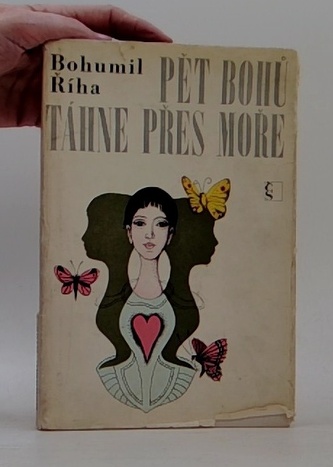 Bohumil PĚT BOHŮ
Říha
TÁHNE PŘES MOŘE